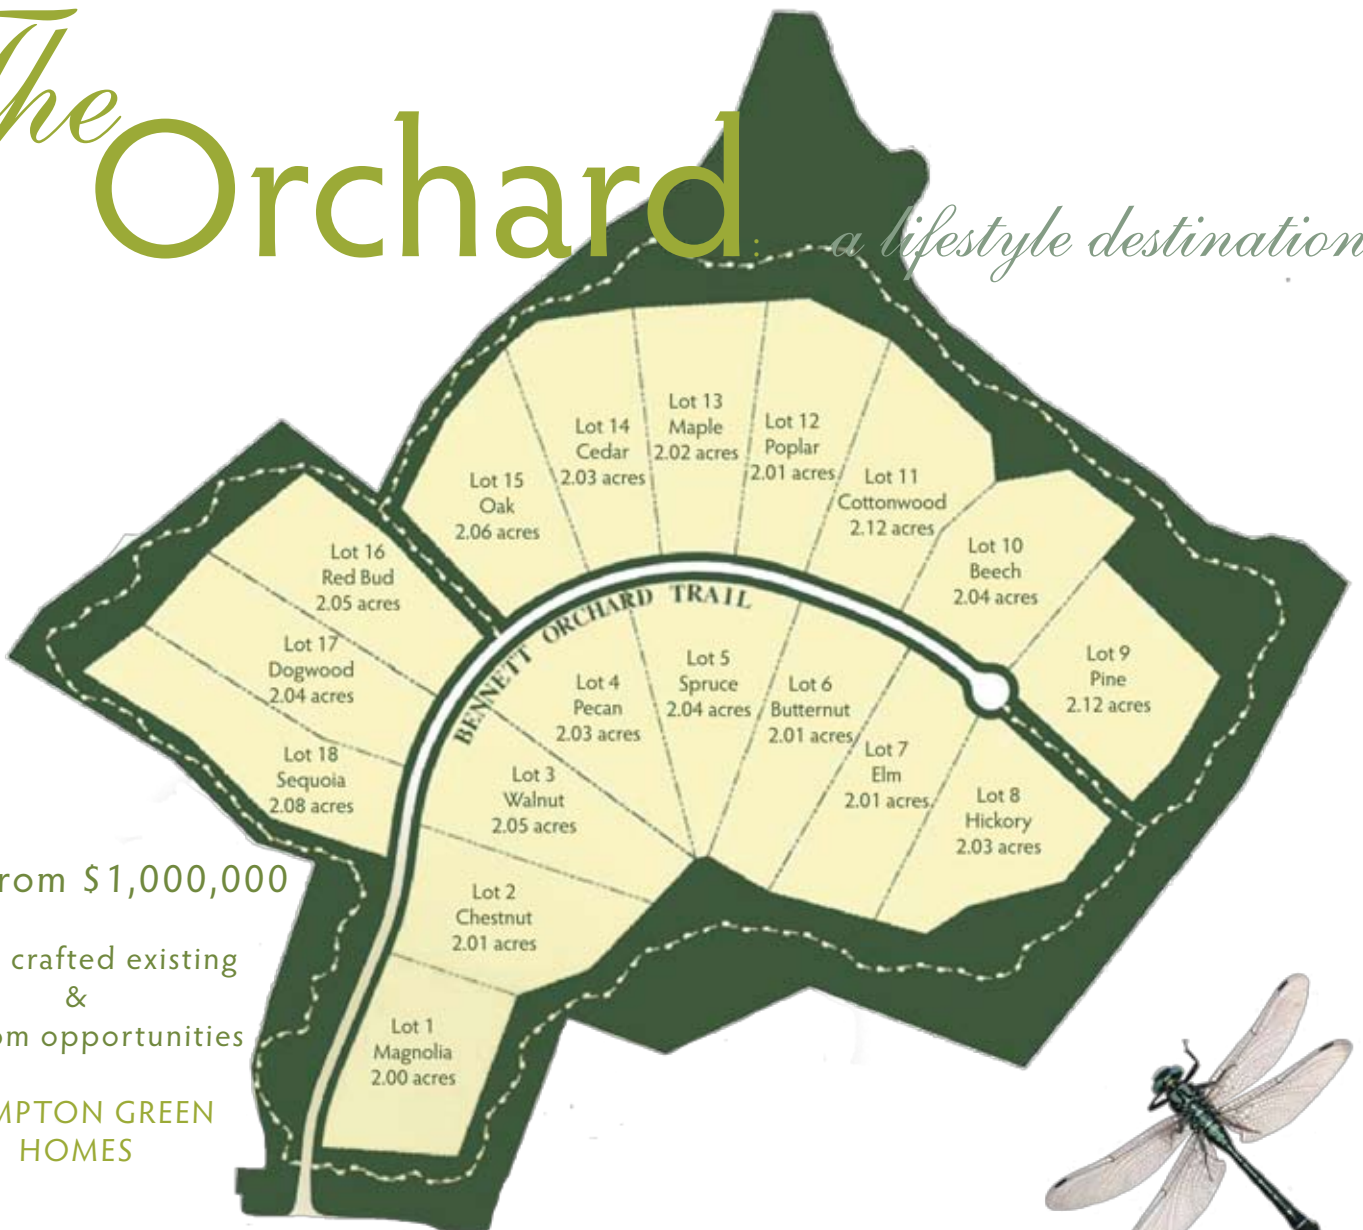 The
Orchard:
a lifestyle destination
Lot 13
Maple
2.02 acres
Lot 12
Poplar
2.01 acres
Lot 14
Cedar
2.03 acres
Lot 11
Cottonwood
2.12 acres
Lot 15
Oak
2.06 acres
Lot 10
Beech
2.04 acres
Lot 16
Red Bud
2.05 acres
BENNETT ORCHARD TRAIL
Lot 17
Dogwood
2.04 acres
Lot 9
Pine
2.12 acres
Lot 5
Spruce
2.04 acres
Lot 4
Pecan
2.03 acres
Lot 6
Butternut
2.01 acres
Lot 18
Sequoia
2.08 acres
Lot 7
Elm
2.01 acres
Lot 3
Walnut
2.05 acres
Lot 8
Hickory
2.03 acres
Lot 2
Chestnut
2.01 acres
Lot 1
Magnolia
2.00 acres
rom $1,000,000
crafted existing
&
om opportunities
MPTON GREEN
HOMES